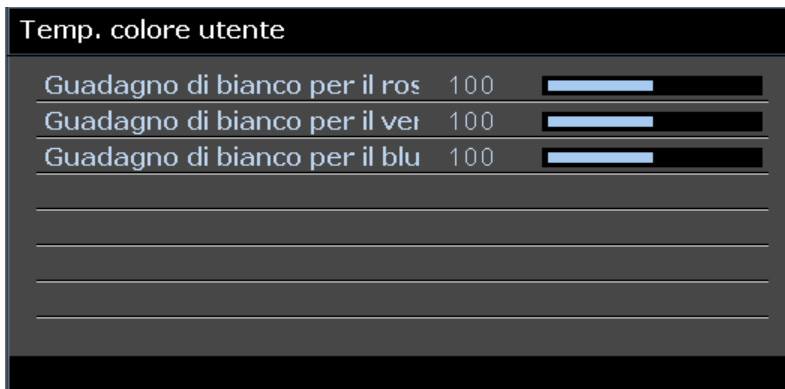 Temp. colore utente
Guadagno di bianco per il ros 100
Guadagno di bianco per il ver 100
Guadagno di bianco per il blu 100